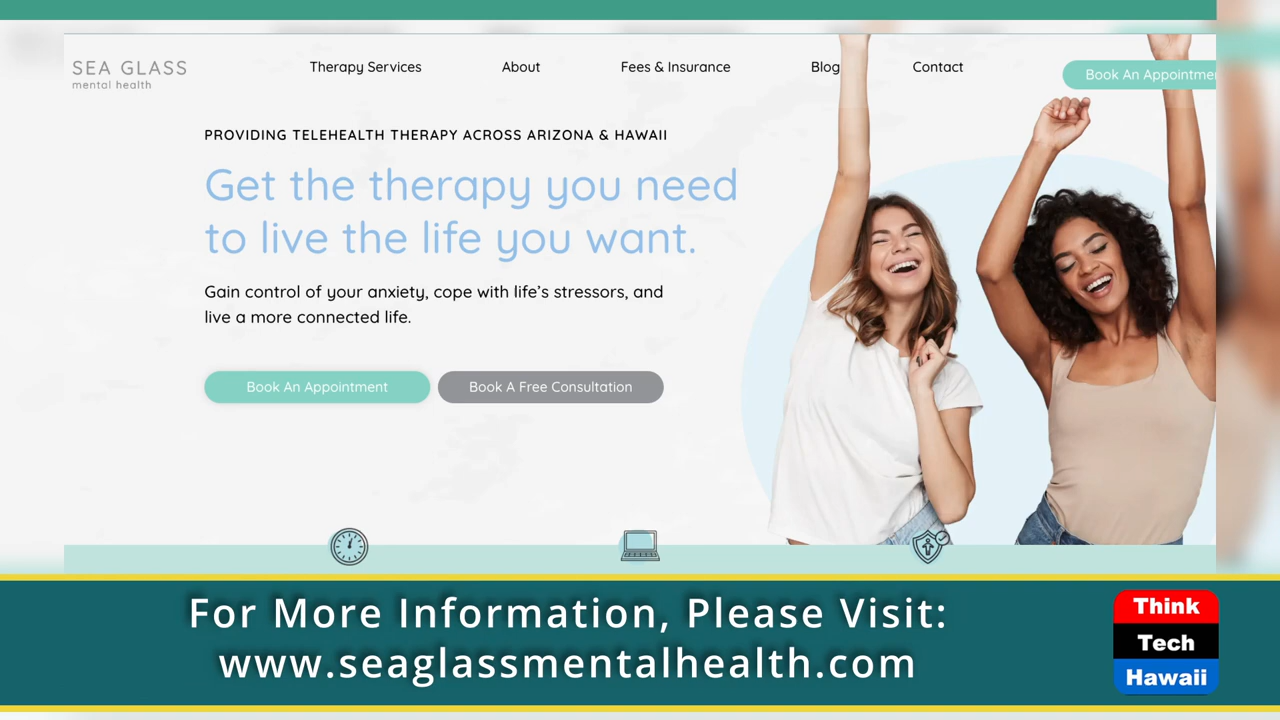 SEA GLASS
mental health
Therapy Services
About
Fees & Insurance
Blog
Contact
Book An Appointmen
PROVIDING TELEHEALTH THERAPY ACROSS ARIZONA & HAWAII
Get the therapy you need
to live the life you want.
Gain control of your anxiety, cope with life’s stressors, and
live a more connected life.
Book An Appointment
Book A Free Consultation
For More Information, Please Visit:
www.seaglassmentalhealth.com
Think
Tech
Hawaii